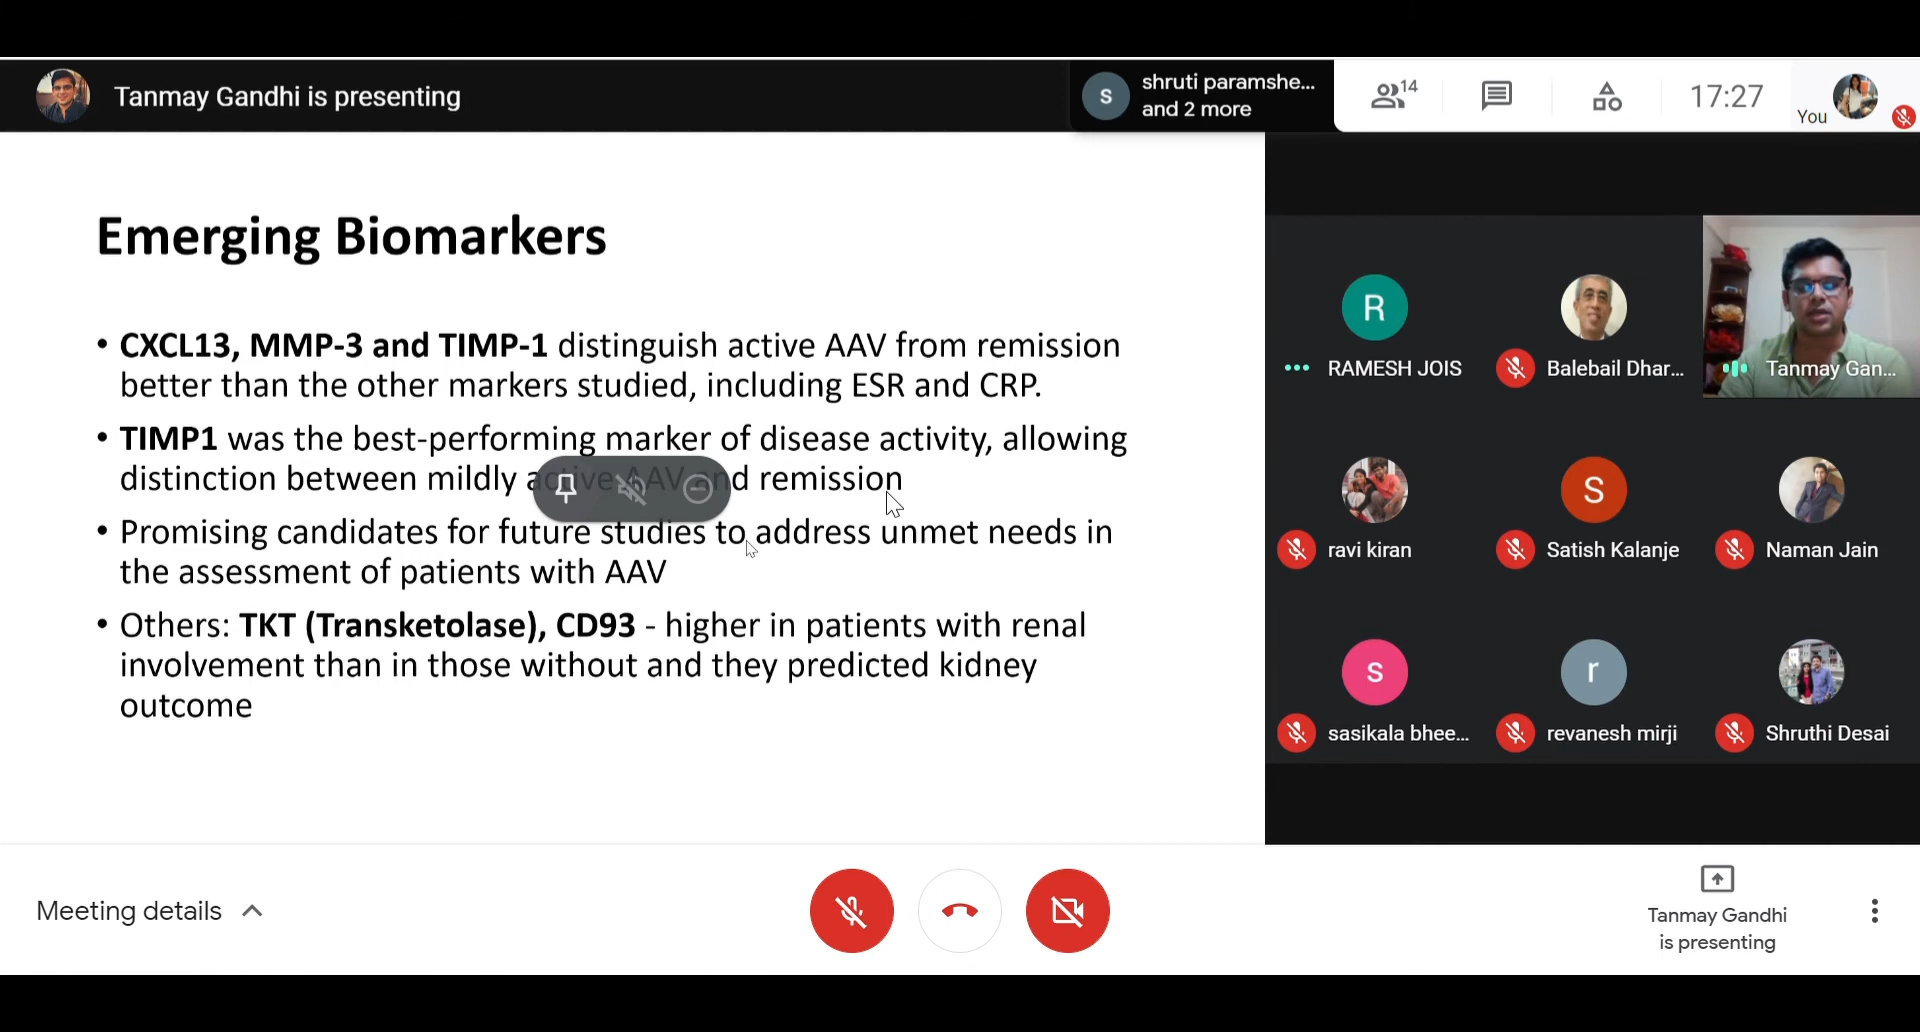 Tanmay Gandhi is presenting
s
shruti paramshe...
and 2 more
14
17:27
You
Emerging Biomarkers
• CXCL13, MMP-3 and TIMP-1 distinguish active AAV from remission
better than the other markers studied, including ESR and CRP.
• TIMP1 was the best-performing marker of disease activity, allowing
distinction between mildly active AAV and remission
• Promising candidates for future studies to address unmet needs in
the assessment of patients with AAV
• Others: TKT (Transketolase), CD93 - higher in patients with renal
involvement than in those without and they predicted kidney
outcome
R
RAMESH JOIS
Balebail Dhar...
Tanmay Gan...
S
ravi kiran
Satish Kalanje
Naman Jain
s
r
sasikala bhee...
revanesh mirji
Shruthi Desai
Meeting details
Tanmay Gandhi
is presenting